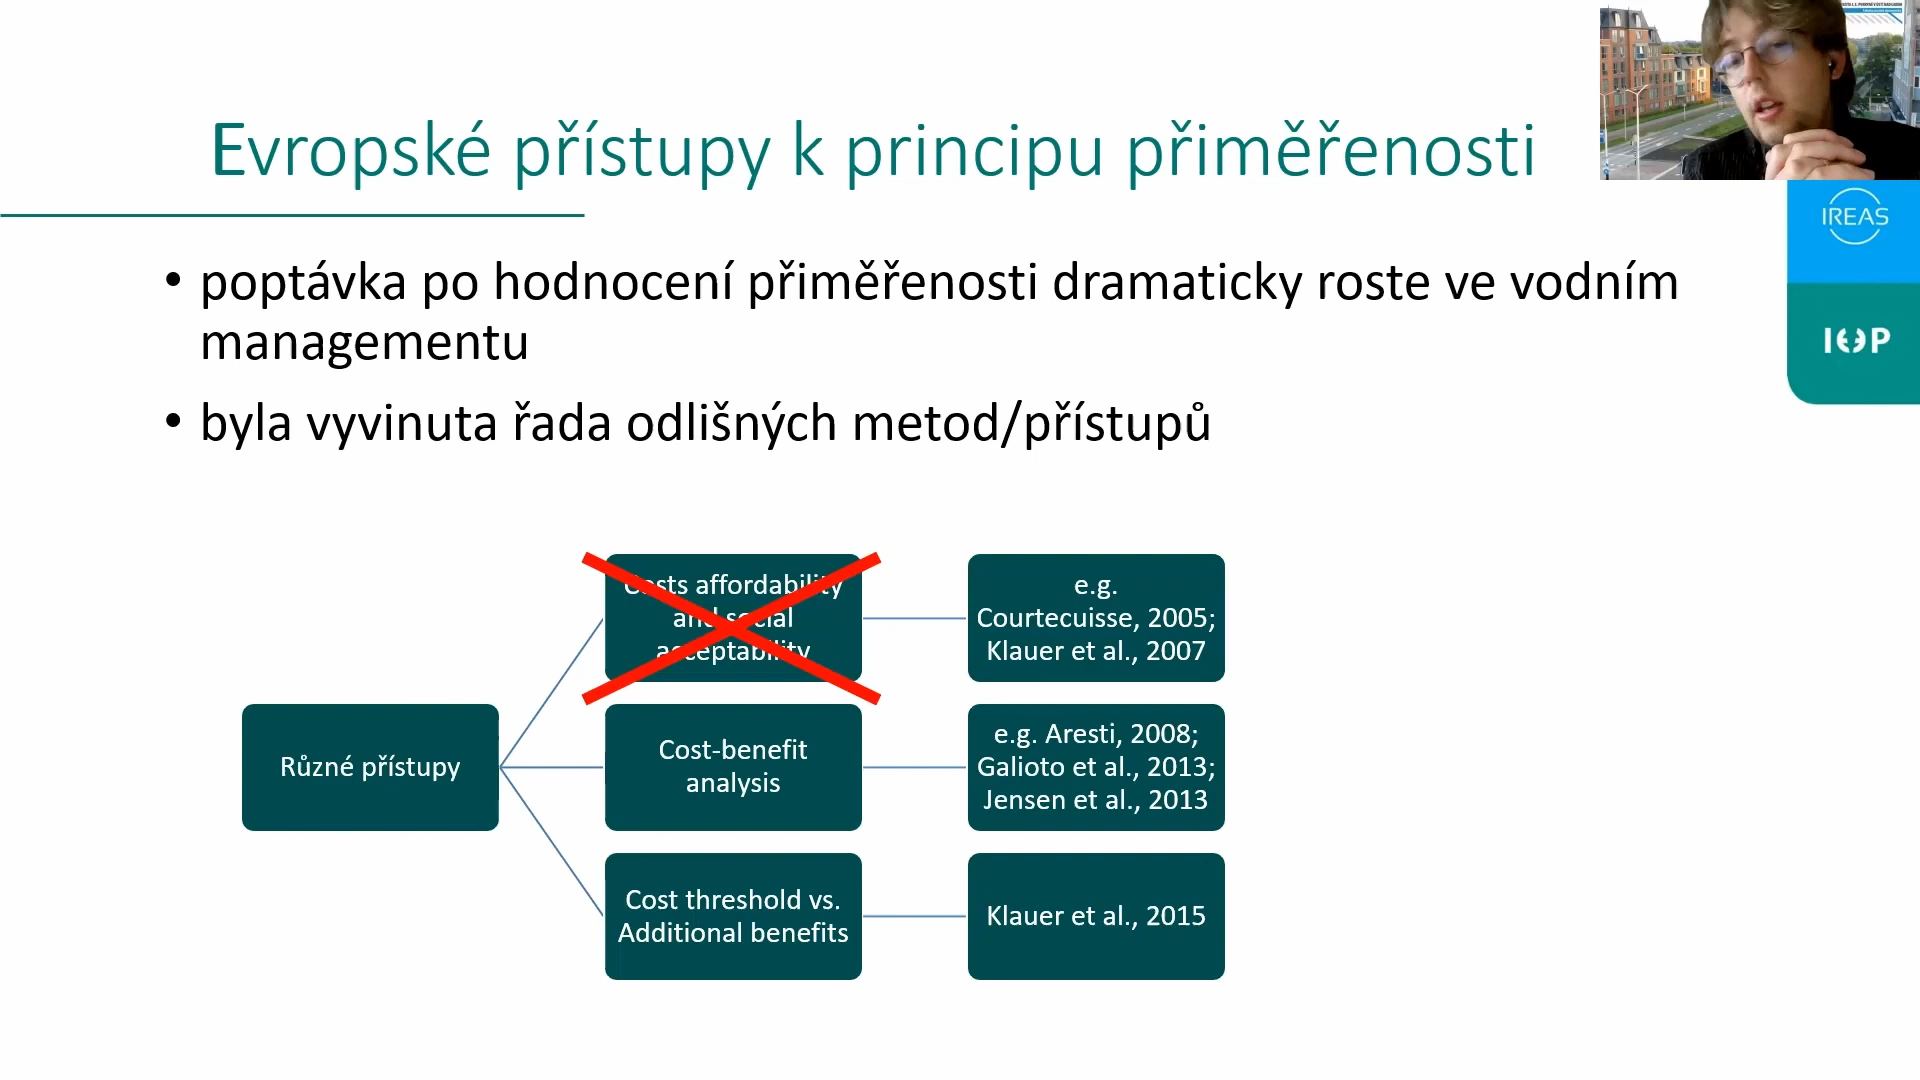 Evropské přístupy k principu přiměřenosti
IREAS
• poptávka po hodnocení přiměřenosti dramaticky roste ve vodním
managementu
IEEP
• byla vyvinuta řada odlišných metod/přístupů
Různé přístupy
Costs affordability
and social
acceptability
e.g.
Courtecuisse, 2005;
Klauer et al., 2007
Cost-benefit
analysis
e.g. Aresti, 2008;
Galioto et al., 2013;
Jensen et al., 2013
Cost threshold vs.
Additional benefits
Klauer et al., 2015